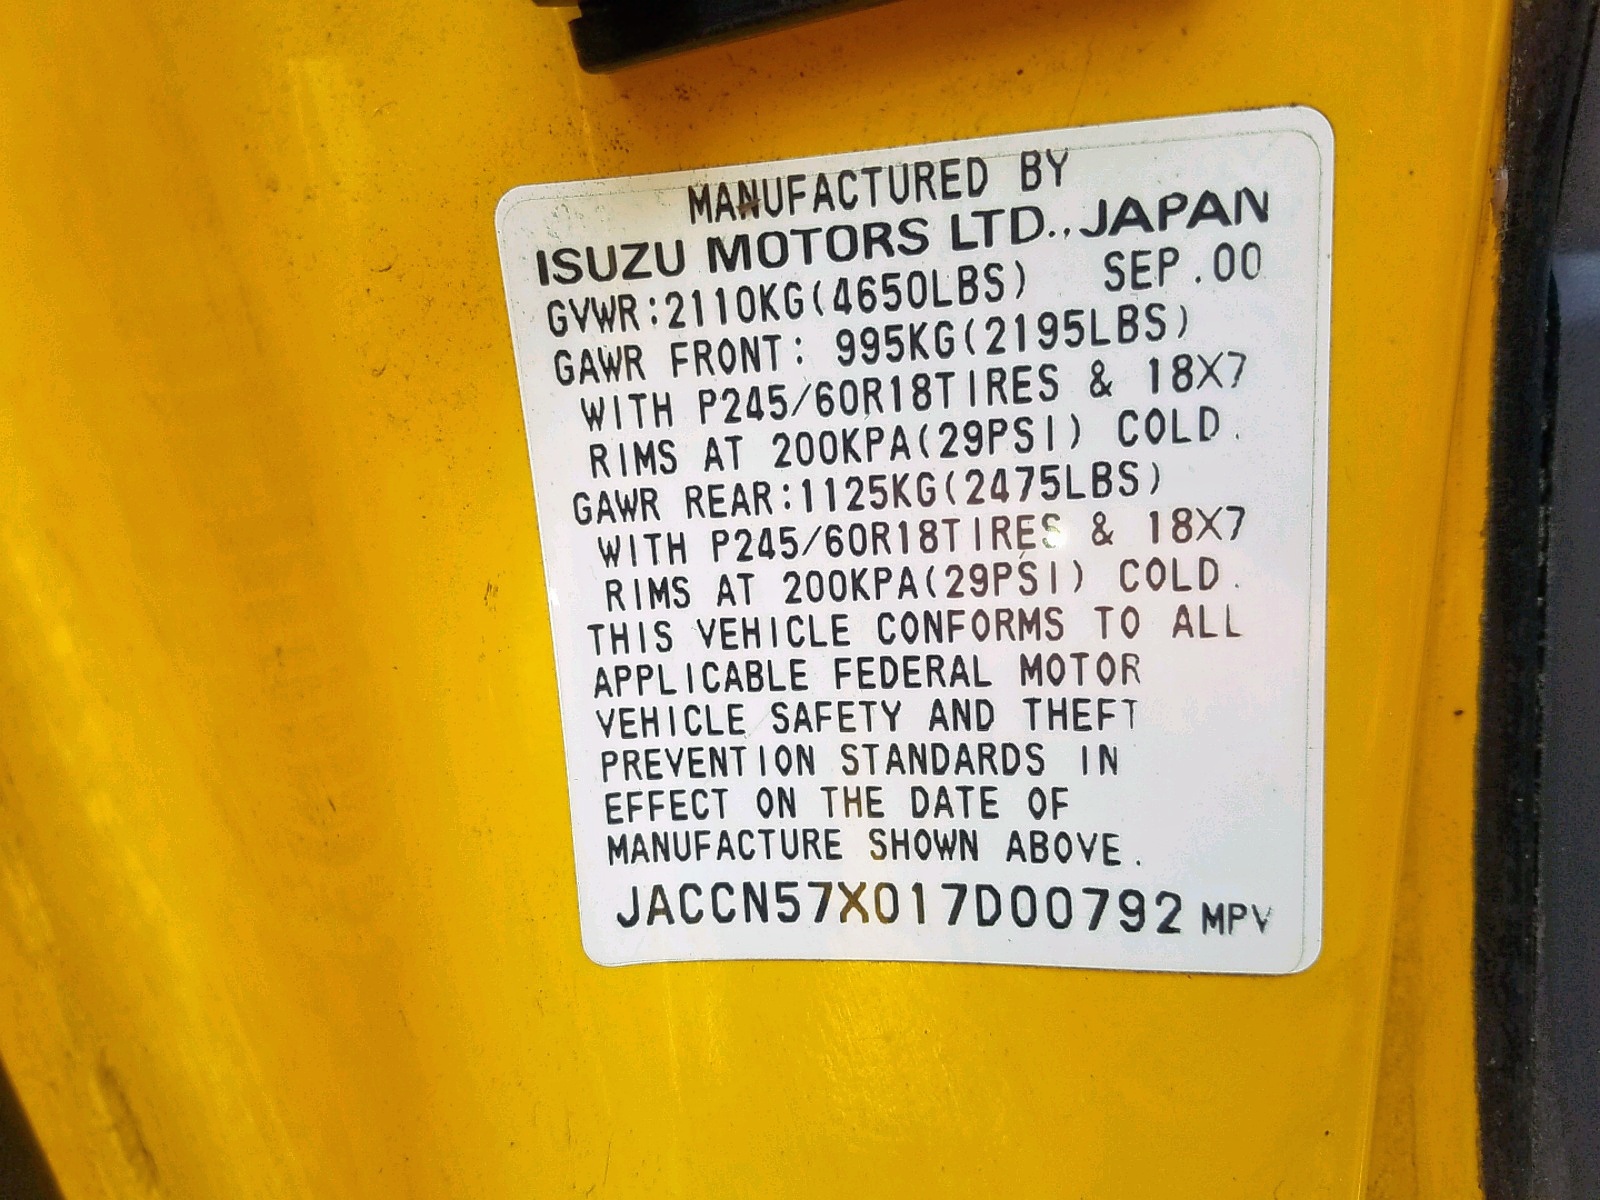 MANUFACTURED BY
ISUZU MOTORS LTD., JAPAN
GVWR:2110KG(4650LBS) SEP.00
GAWR FRONT: 995KG(2195LBS)
WITH P245/60R18TIRES & 18X7
RIMS AT 200KPA(29PSI) COLD.
GAWR REAR:1125KG(2475LBS)
WITH P245/60R18TIRES & 18X7
RIMS AT 200KPA(29PSI) COLD.
THIS VEHICLE CONFORMS TO ALL
APPLICABLE FEDERAL MOTOR
VEHICLE SAFETY AND THEFT
PREVENTION STANDARDS IN
EFFECT ON THE DATE OF
MANUFACTURE SHOWN ABOVE.
JACCN57X017D00792 MPV